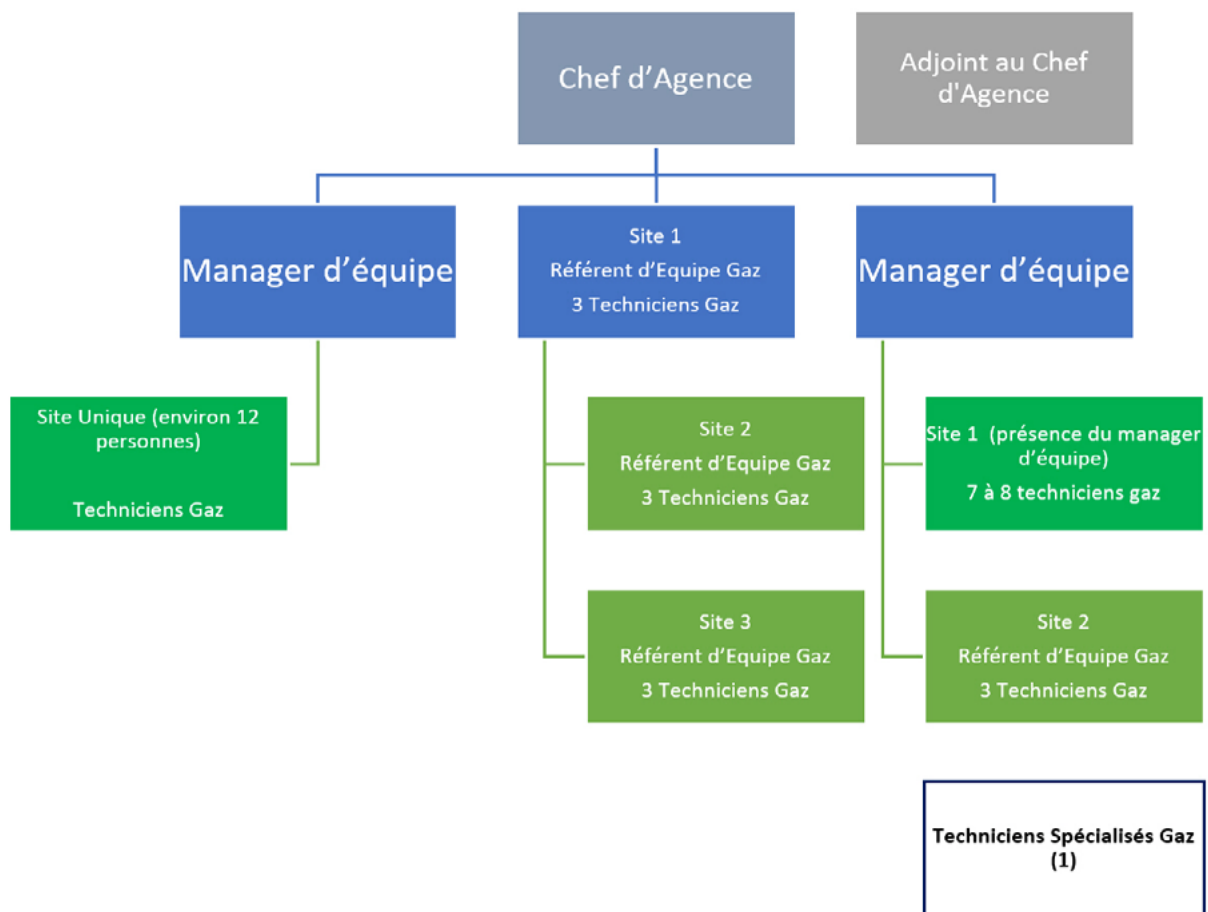 Chef d’Agence
Adjoint au Chef
d'Agence
Manager d’équipe
Site 1
Référent d’Equipe Gaz
3 Techniciens Gaz
Manager d’équipe
Site Unique (environ 12
personnes)
Techniciens Gaz
Site 2
Référent d’Equipe Gaz
3 Techniciens Gaz
Site 1 (présence du manager
d’équipe)
7 à 8 techniciens gaz
Site 3
Référent d’Equipe Gaz
3 Techniciens Gaz
Site 2
Référent d’Equipe Gaz
3 Techniciens Gaz
Techniciens Spécialisés Gaz
(1)